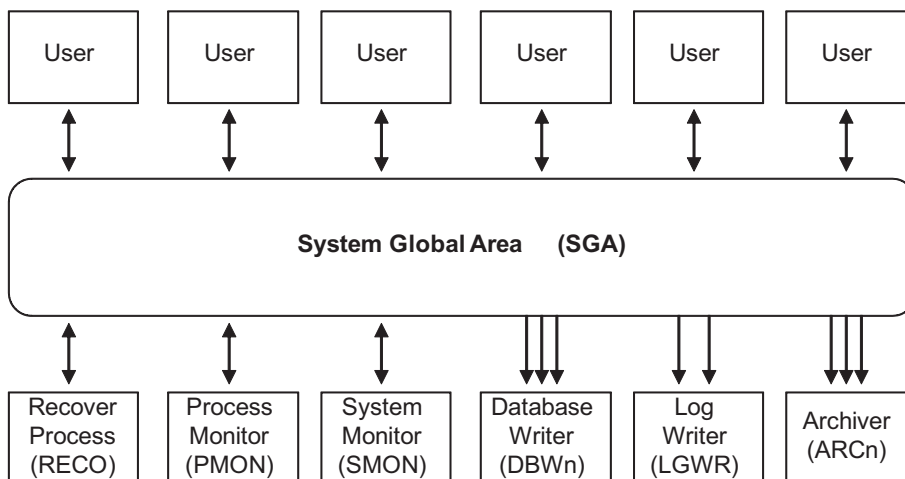 User
User
User
User
User
User
System Global Area (SGA)
Recover
Process
(RECO)
Process
Monitor
(PMON)
System
Monitor
(SMON)
Database
Writer
(DBWn)
Log
Writer
(LGWR)
Archiver
(ARCn)